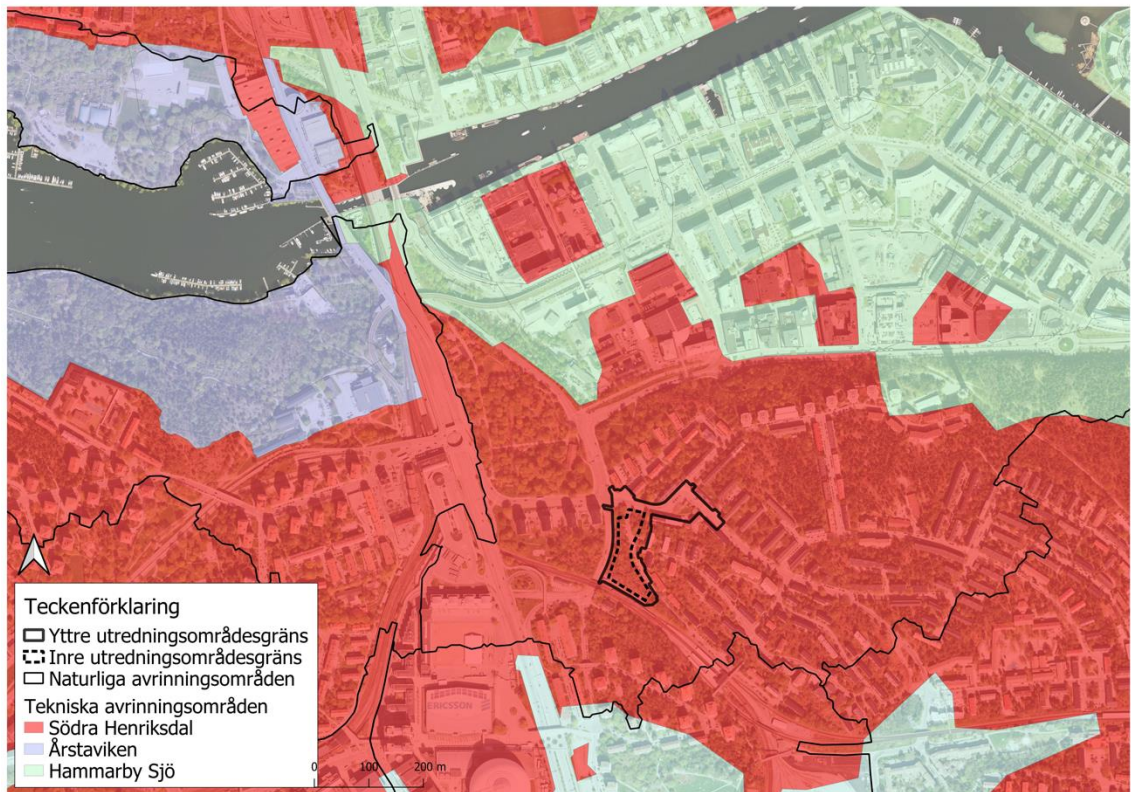 ERICSSON
Teckenförklaring
Yttre utredningsområdesgräns
Inre utredningsområdesgräns
Naturliga avrinningsområden
Tekniska avrinningsområden
Södra Henriksdal
Årstaviken
Hammarby Sjö
0 100 200 m